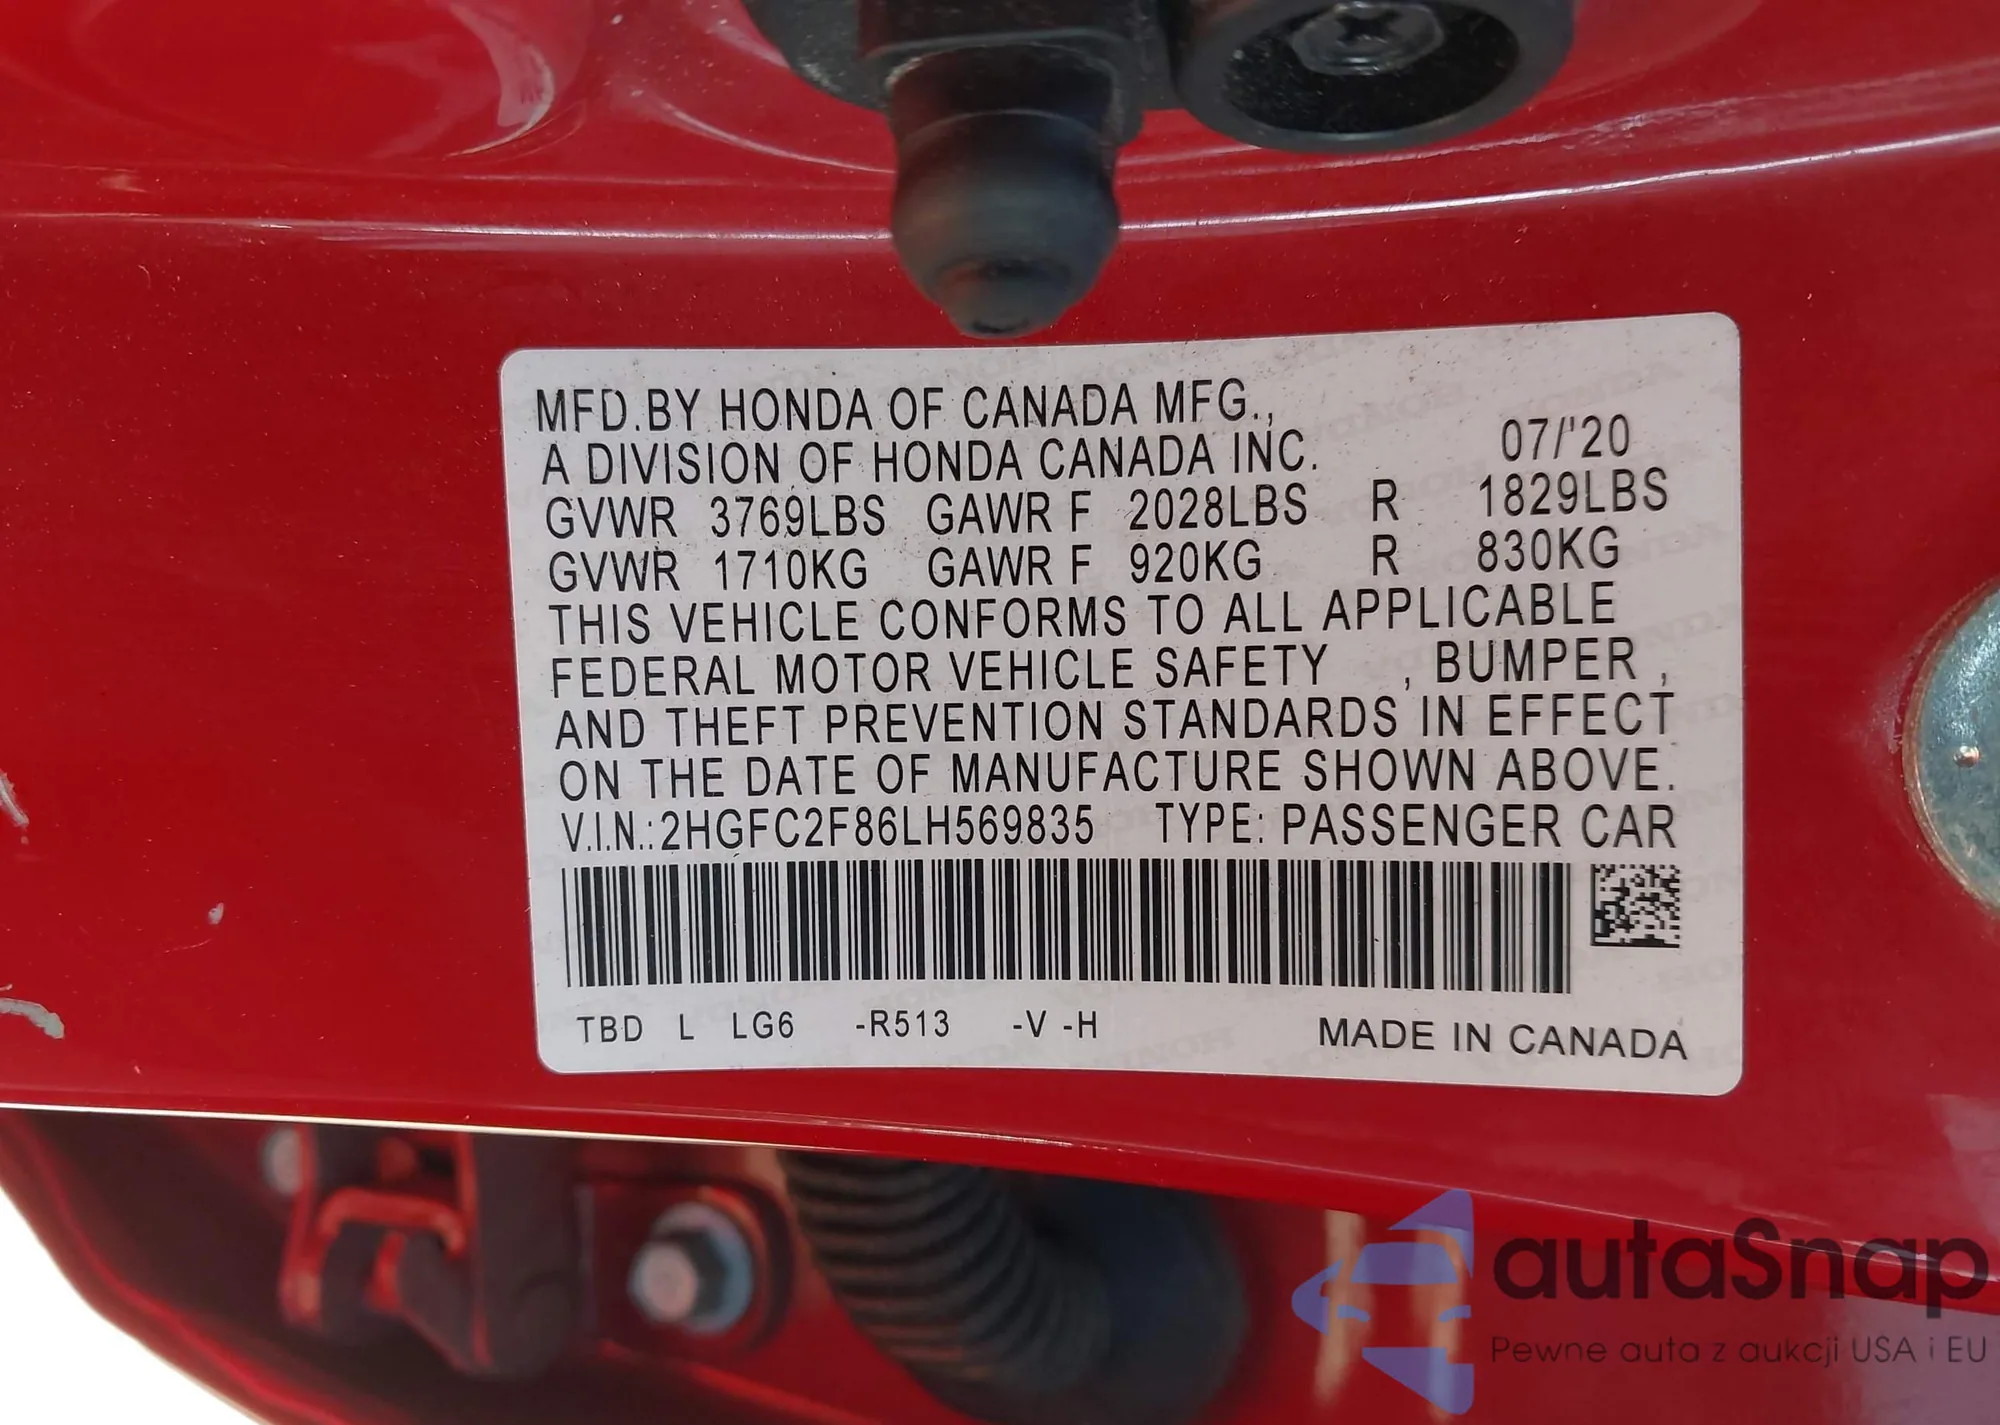 MFD.BY HONDA OF CANADA MFG.,
A DIVISION OF HONDA CANADA INC. 07/'20
GVWR 3769LBS GAWR F 2028LBS R 1829LBS
GVWR 1710KG GAWR F 920KG R 830KG
THIS VEHICLE CONFORMS TO ALL APPLICABLE
FEDERAL MOTOR VEHICLE SAFETY , BUMPER ,
AND THEFT PREVENTION STANDARDS IN EFFECT
ON THE DATE OF MANUFACTURE SHOWN ABOVE.
V.I.N.:2HGFC2F86LH569835 TYPE: PASSENGER CAR
TBD L LG6 -R513 -V -H MADE IN CANADA
autaSnap
Pewne auta z aukcji USA i EU